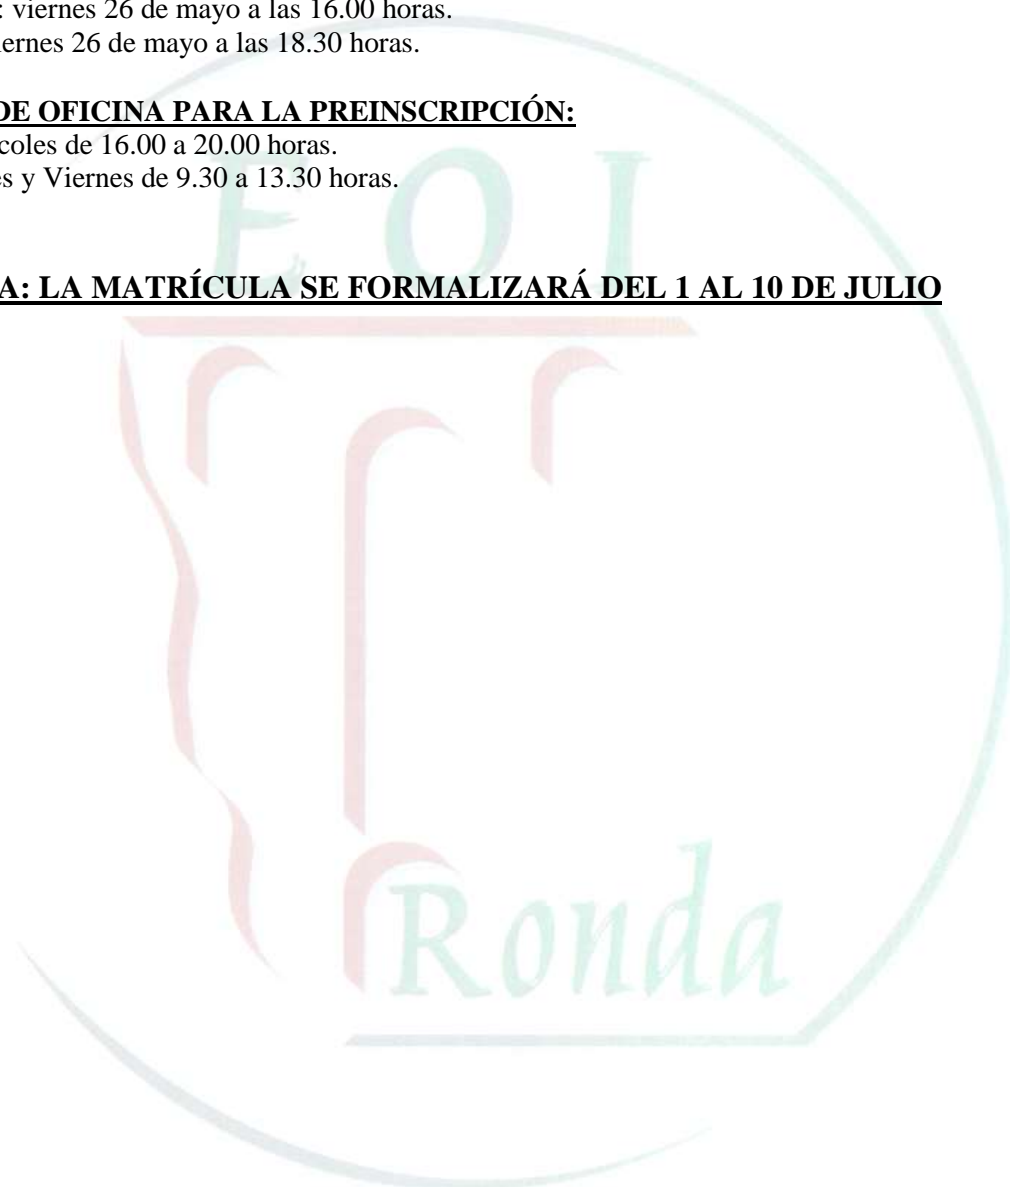 : viernes 26 de mayo a las 16.00 horas.
iernes 26 de mayo a las 18.30 horas.
DE OFICINA PARA LA PREINSCRIPCIÓN:
coles de 16.00 a 20.00 horas.
es y Viernes de 9.30 a 13.30 horas.
A: LA MATRÍCULA SE FORMALIZARÁ DEL 1 AL 10 DE JULIO
E O I
Ronda